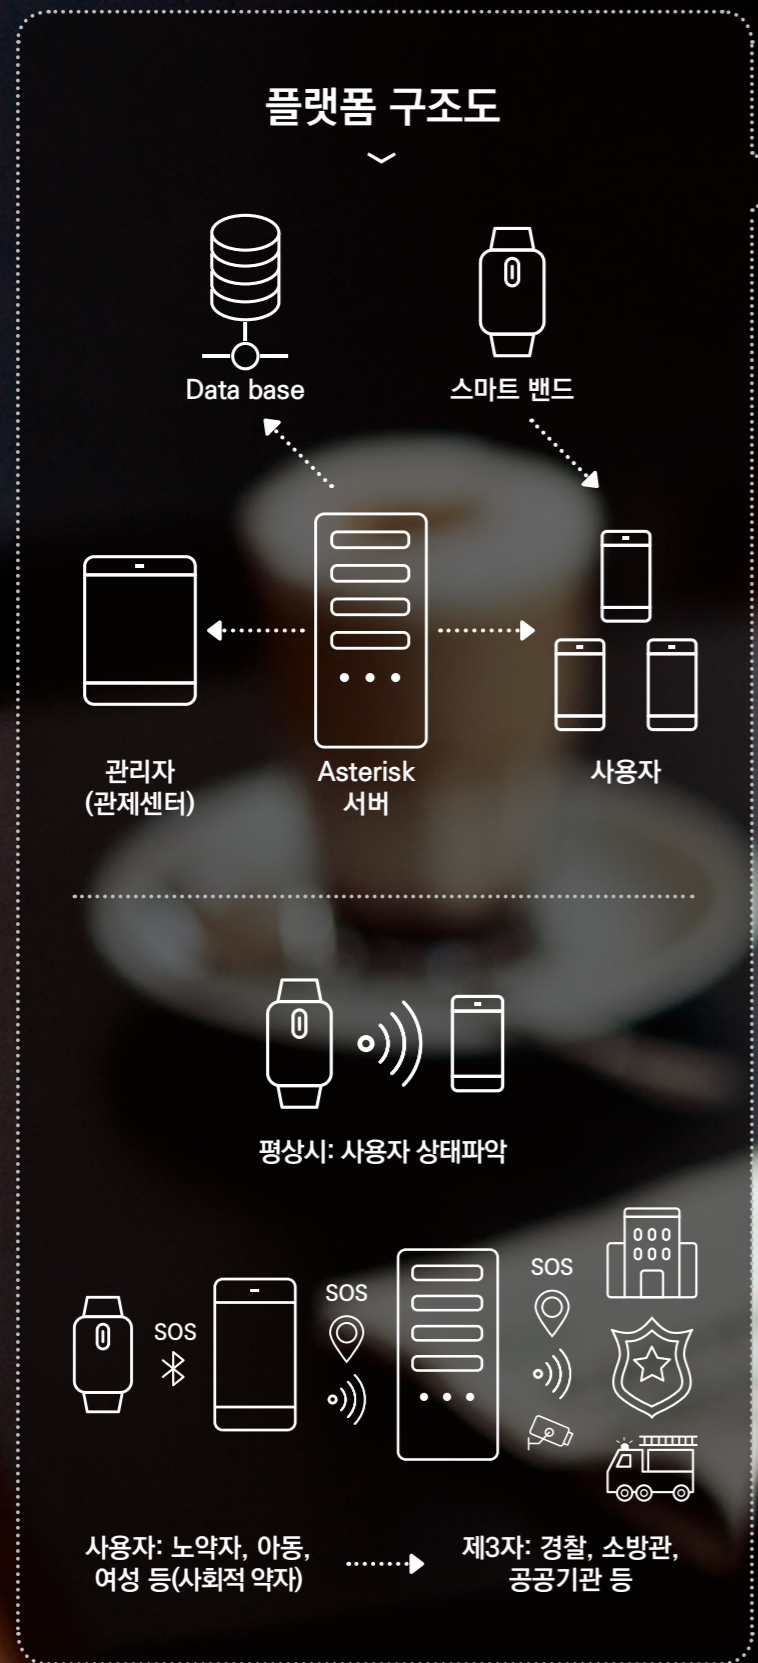 플랫폼 구조도
Data base
스마트 밴드
관리자
(관제센터)
Asterisk
서버
사용자
평상시: 사용자 상태파악
SOS
SOS
SOS
사용자: 노약자, 아동,
여성 등(사회적 약자)
제3자: 경찰, 소방관,
공공기관 등